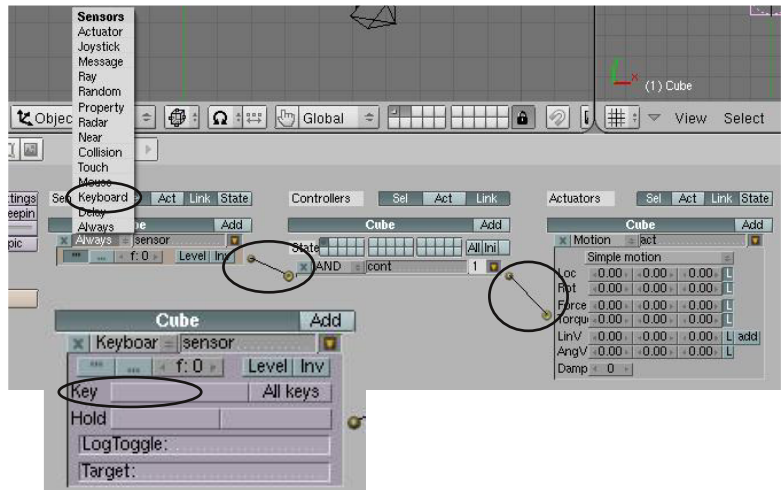 Sensors
Actuator
Joystick
Message
Ray
Random
Property
Radar
Near
Collision
Touch
Mouse
Keyboard
Delay
Always
(1) Cube
Objec
Global
View Select
Act Link State
Controllers Sel Act Link
Actuators Sel Act Link State
Add
Cube Add
Cube Add
Always sensor
f: 0 Level Inv
State All Ini
AND cont 1
Motion act
Simple motion
Loc 0.00 0.00 0.00 L
Rot 0.00 0.00 0.00 L
Force 0.00 0.00 0.00 L
Torqu 0.00 0.00 0.00 L
LinV 0.00 0.00 0.00 L add
AngV 0.00 0.00 0.00 L
Damp 0
Cube Add
Keyboar sensor
f: 0 Level Inv
Key All keys
Hold
LogToggle:
Target: